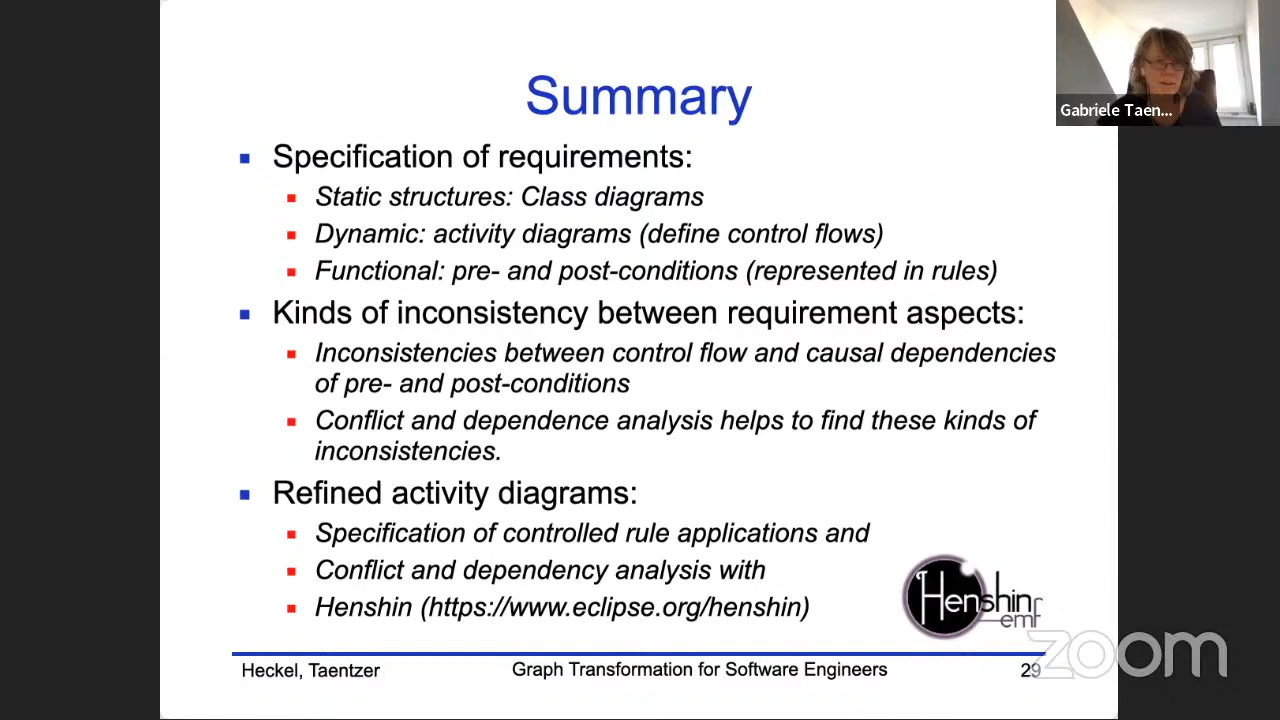 Summary
Gabriele Taen...
Specification of requirements:
Static structures: Class diagrams
Dynamic: activity diagrams (define control flows)
Functional: pre- and post-conditions (represented in rules)
Kinds of inconsistency between requirement aspects:
Inconsistencies between control flow and causal dependencies
of pre- and post-conditions
Conflict and dependence analysis helps to find these kinds of
inconsistencies.
Refined activity diagrams:
Specification of controlled rule applications and
Conflict and dependency analysis with
Henshin (https://www.eclipse.org/henshin)
Henshin
emf
zoom
Heckel, Taentzer
Graph Transformation for Software Engineers
29